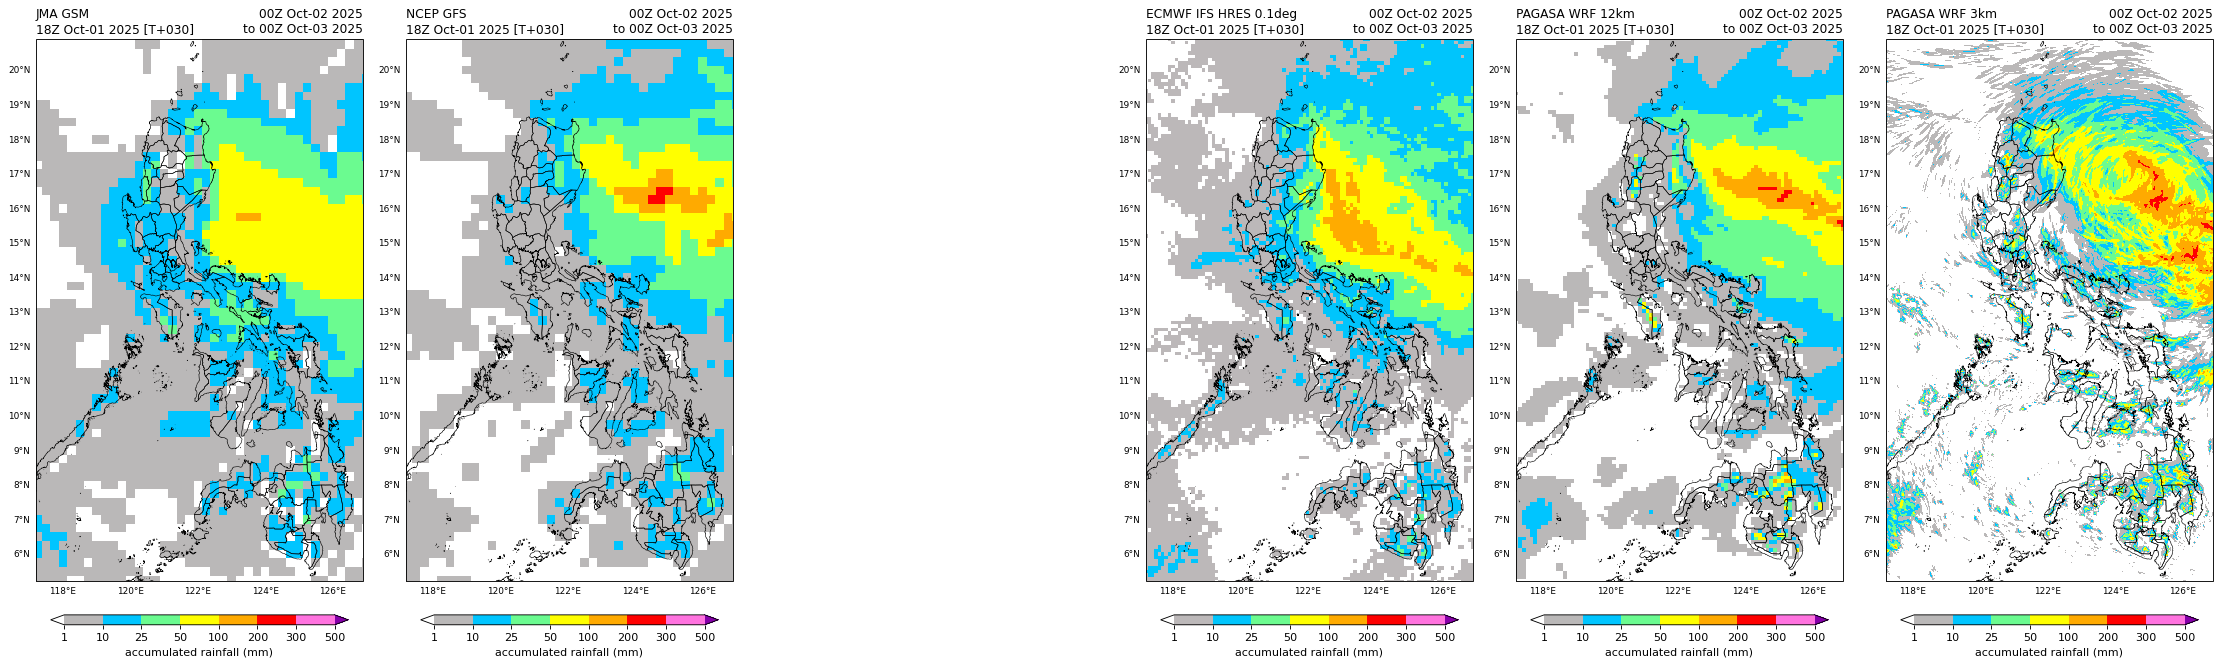 JMA GSM 00Z Oct-02 2025
18Z Oct-01 2025 [T+030] to 00Z Oct-03 2025
20°N
19°N
18°N
17°N
16°N
15°N
14°N
13°N
12°N
11°N
10°N
9°N
8°N
7°N
6°N
118°E 120°E 122°E 124°E 126°E
1 10 25 50 100 200 300 500
accumulated rainfall (mm)
NCEP GFS 00Z Oct-02 2025
18Z Oct-01 2025 [T+030] to 00Z Oct-03 2025
20°N
19°N
18°N
17°N
16°N
15°N
14°N
13°N
12°N
11°N
10°N
9°N
8°N
7°N
6°N
118°E 120°E 122°E 124°E 126°E
1 10 25 50 100 200 300 500
accumulated rainfall (mm)
ECMWF IFS HRES 0.1deg 00Z Oct-02 2025
18Z Oct-01 2025 [T+030] to 00Z Oct-03 2025
20°N
19°N
18°N
17°N
16°N
15°N
14°N
13°N
12°N
11°N
10°N
9°N
8°N
7°N
6°N
118°E 120°E 122°E 124°E 126°E
1 10 25 50 100 200 300 500
accumulated rainfall (mm)
PAGASA WRF 12km 00Z Oct-02 2025
18Z Oct-01 2025 [T+030] to 00Z Oct-03 2025
20°N
19°N
18°N
17°N
16°N
15°N
14°N
13°N
12°N
11°N
10°N
9°N
8°N
7°N
6°N
118°E 120°E 122°E 124°E 126°E
1 10 25 50 100 200 300 500
accumulated rainfall (mm)
PAGASA WRF 3km 00Z Oct-02 2025
18Z Oct-01 2025 [T+030] to 00Z Oct-03 2025
20°N
19°N
18°N
17°N
16°N
15°N
14°N
13°N
12°N
11°N
10°N
9°N
8°N
7°N
6°N
118°E 120°E 122°E 124°E 126°E
1 10 25 50 100 200 300 500
accumulated rainfall (mm)